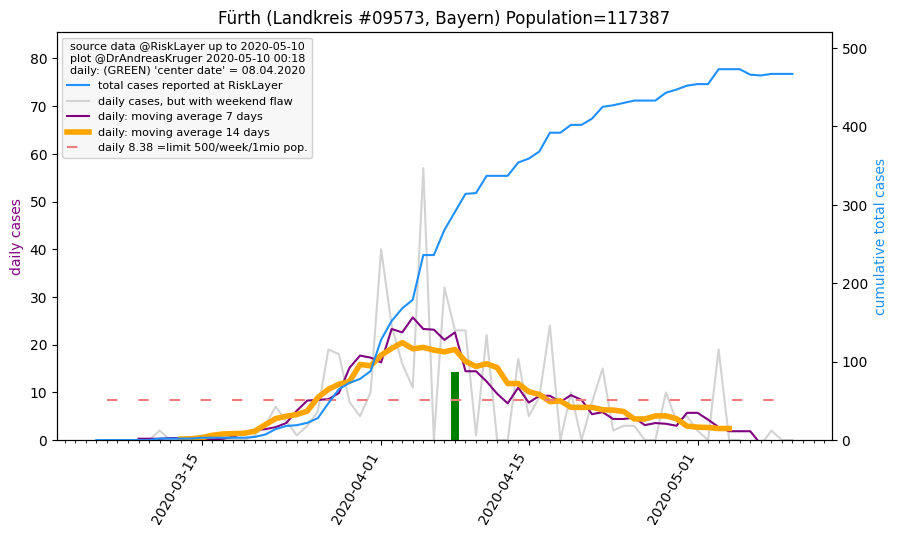 Fürth (Landkreis #09573, Bayern) Population=117387
source data @RiskLayer up to 2020-05-10
plot @DrAndreasKruger 2020-05-10 00:18
daily: (GREEN) 'center date' = 08.04.2020
total cases reported at RiskLayer
daily cases, but with weekend flaw
daily: moving average 7 days
daily: moving average 14 days
daily 8.38 =limit 500/week/1mio pop.
daily cases
80
70
60
50
40
30
20
10
0
500
400
300
200
100
0
cumulative total cases
2020-03-15
2020-04-01
2020-04-15
2020-05-01